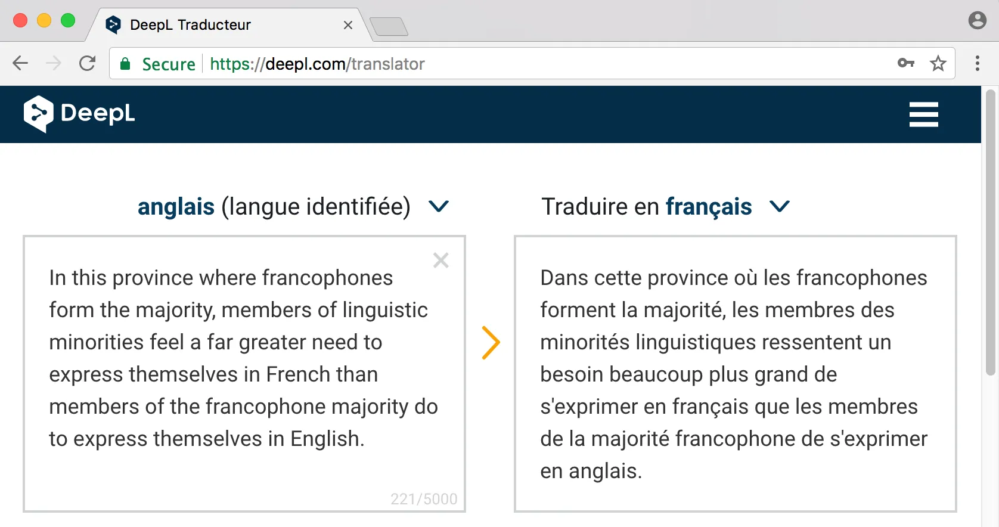 DeepL Traducteur
Secure https://deepl.com/translator
DeepL
anglais (langue identifiée)
Traduire en français
In this province where francophones
form the majority, members of linguistic
minorities feel a far greater need to
express themselves in French than
members of the francophone majority do
to express themselves in English.
221/5000
Dans cette province où les francophones
forment la majorité, les membres des
minorités linguistiques ressentent un
besoin beaucoup plus grand de
s'exprimer en français que les membres
de la majorité francophone de s'exprimer
en anglais.